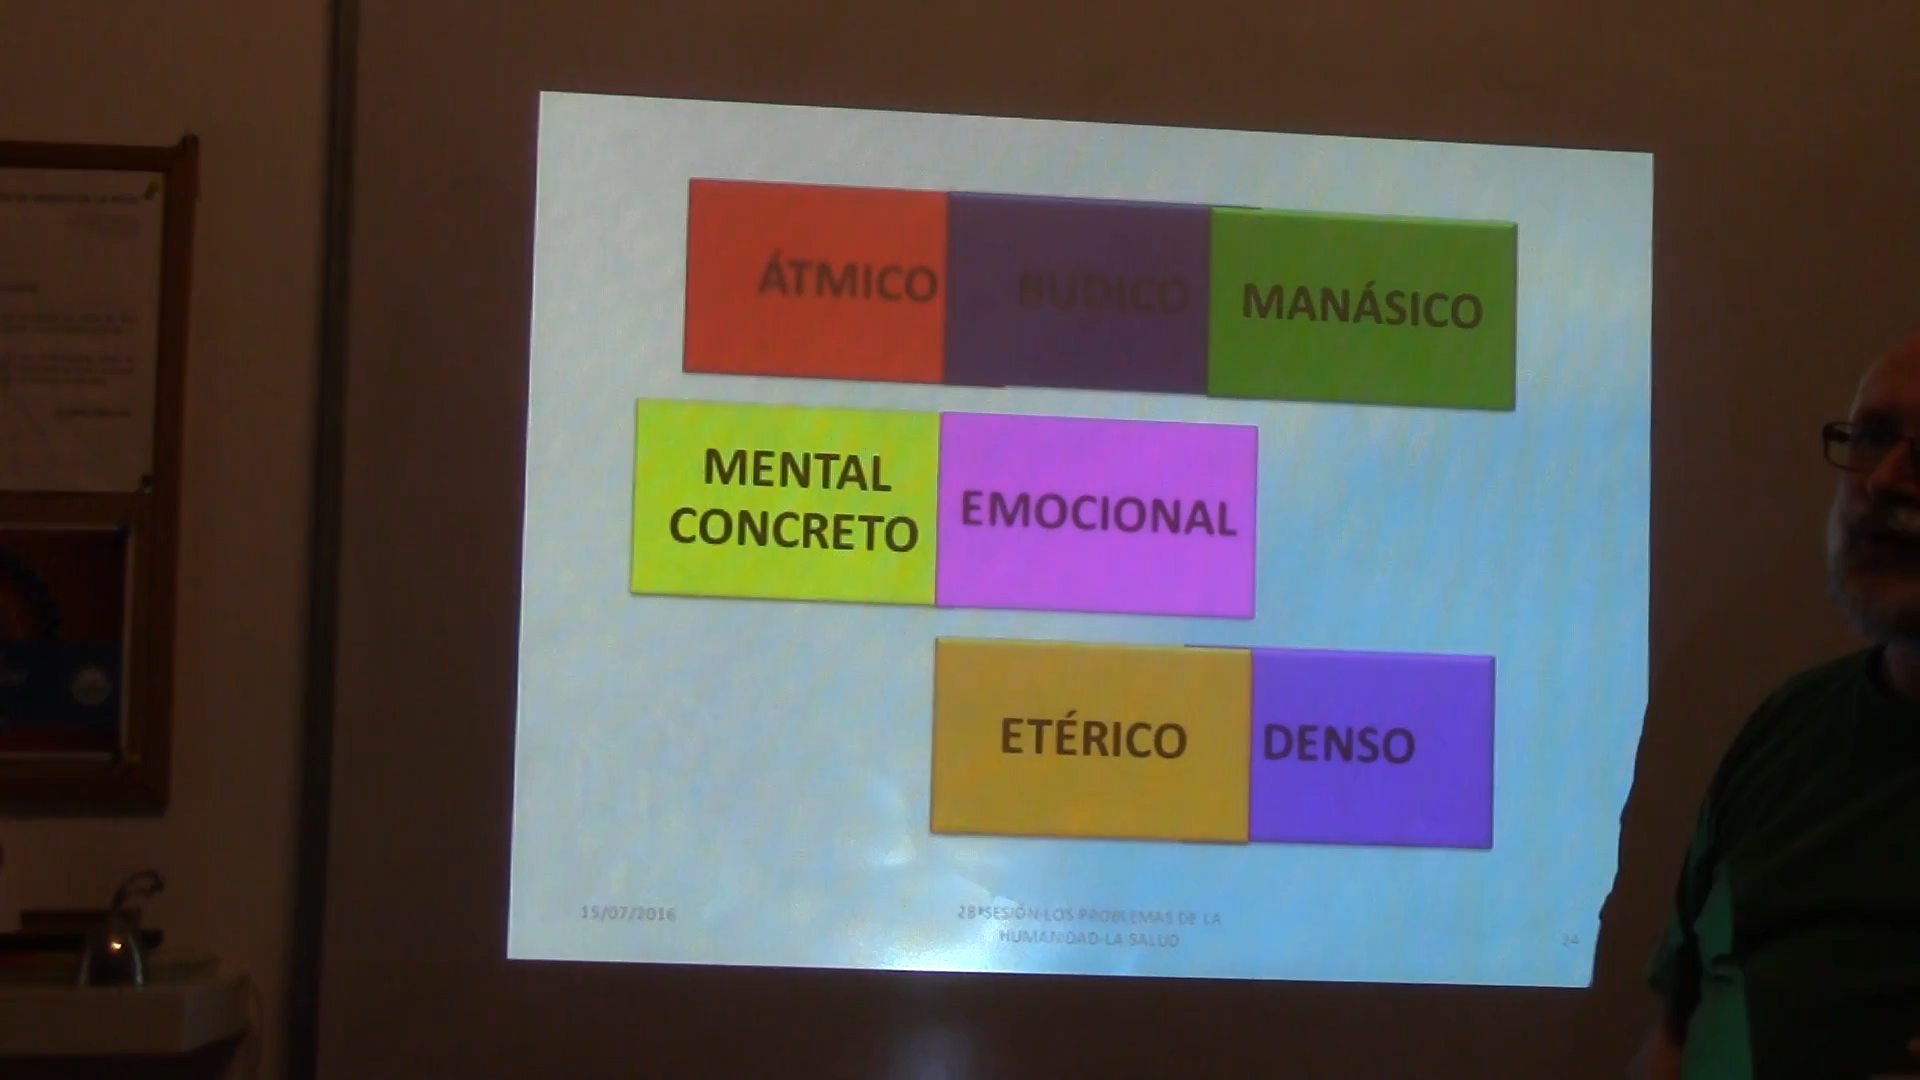 ÁTMICO
BUDICO
MANÁSICO
MENTAL
CONCRETO
EMOCIONAL
ETÉRICO
DENSO
15/07/2016
28ªSESIÓN-LOS PROBLEMAS DE LA
HUMANIDAD-LA SALUD
24